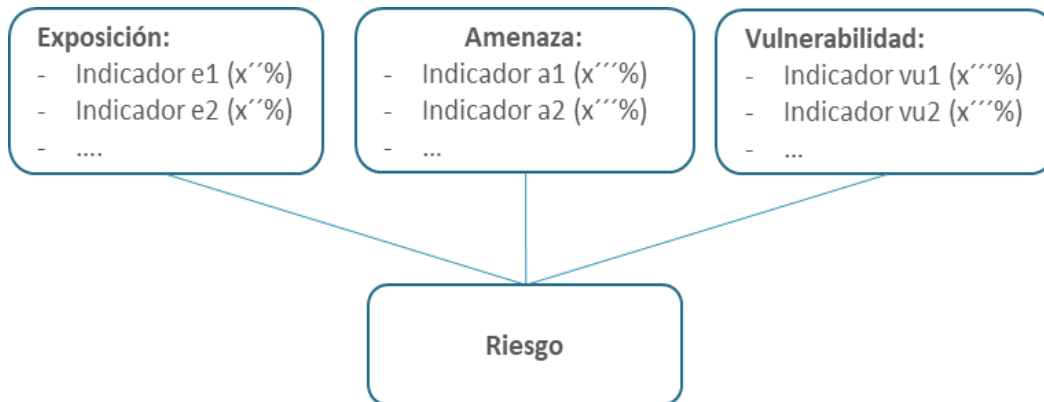 Exposición:
- Indicador e1 (x´´%)
- Indicador e2 (x´´%)
- ....
Amenaza:
- Indicador a1 (x´´´%)
- Indicador a2 (x´´´%)
- ...
Vulnerabilidad:
- Indicador vu1 (x´´´%)
- Indicador vu2 (x´´´%)
- ...
Riesgo